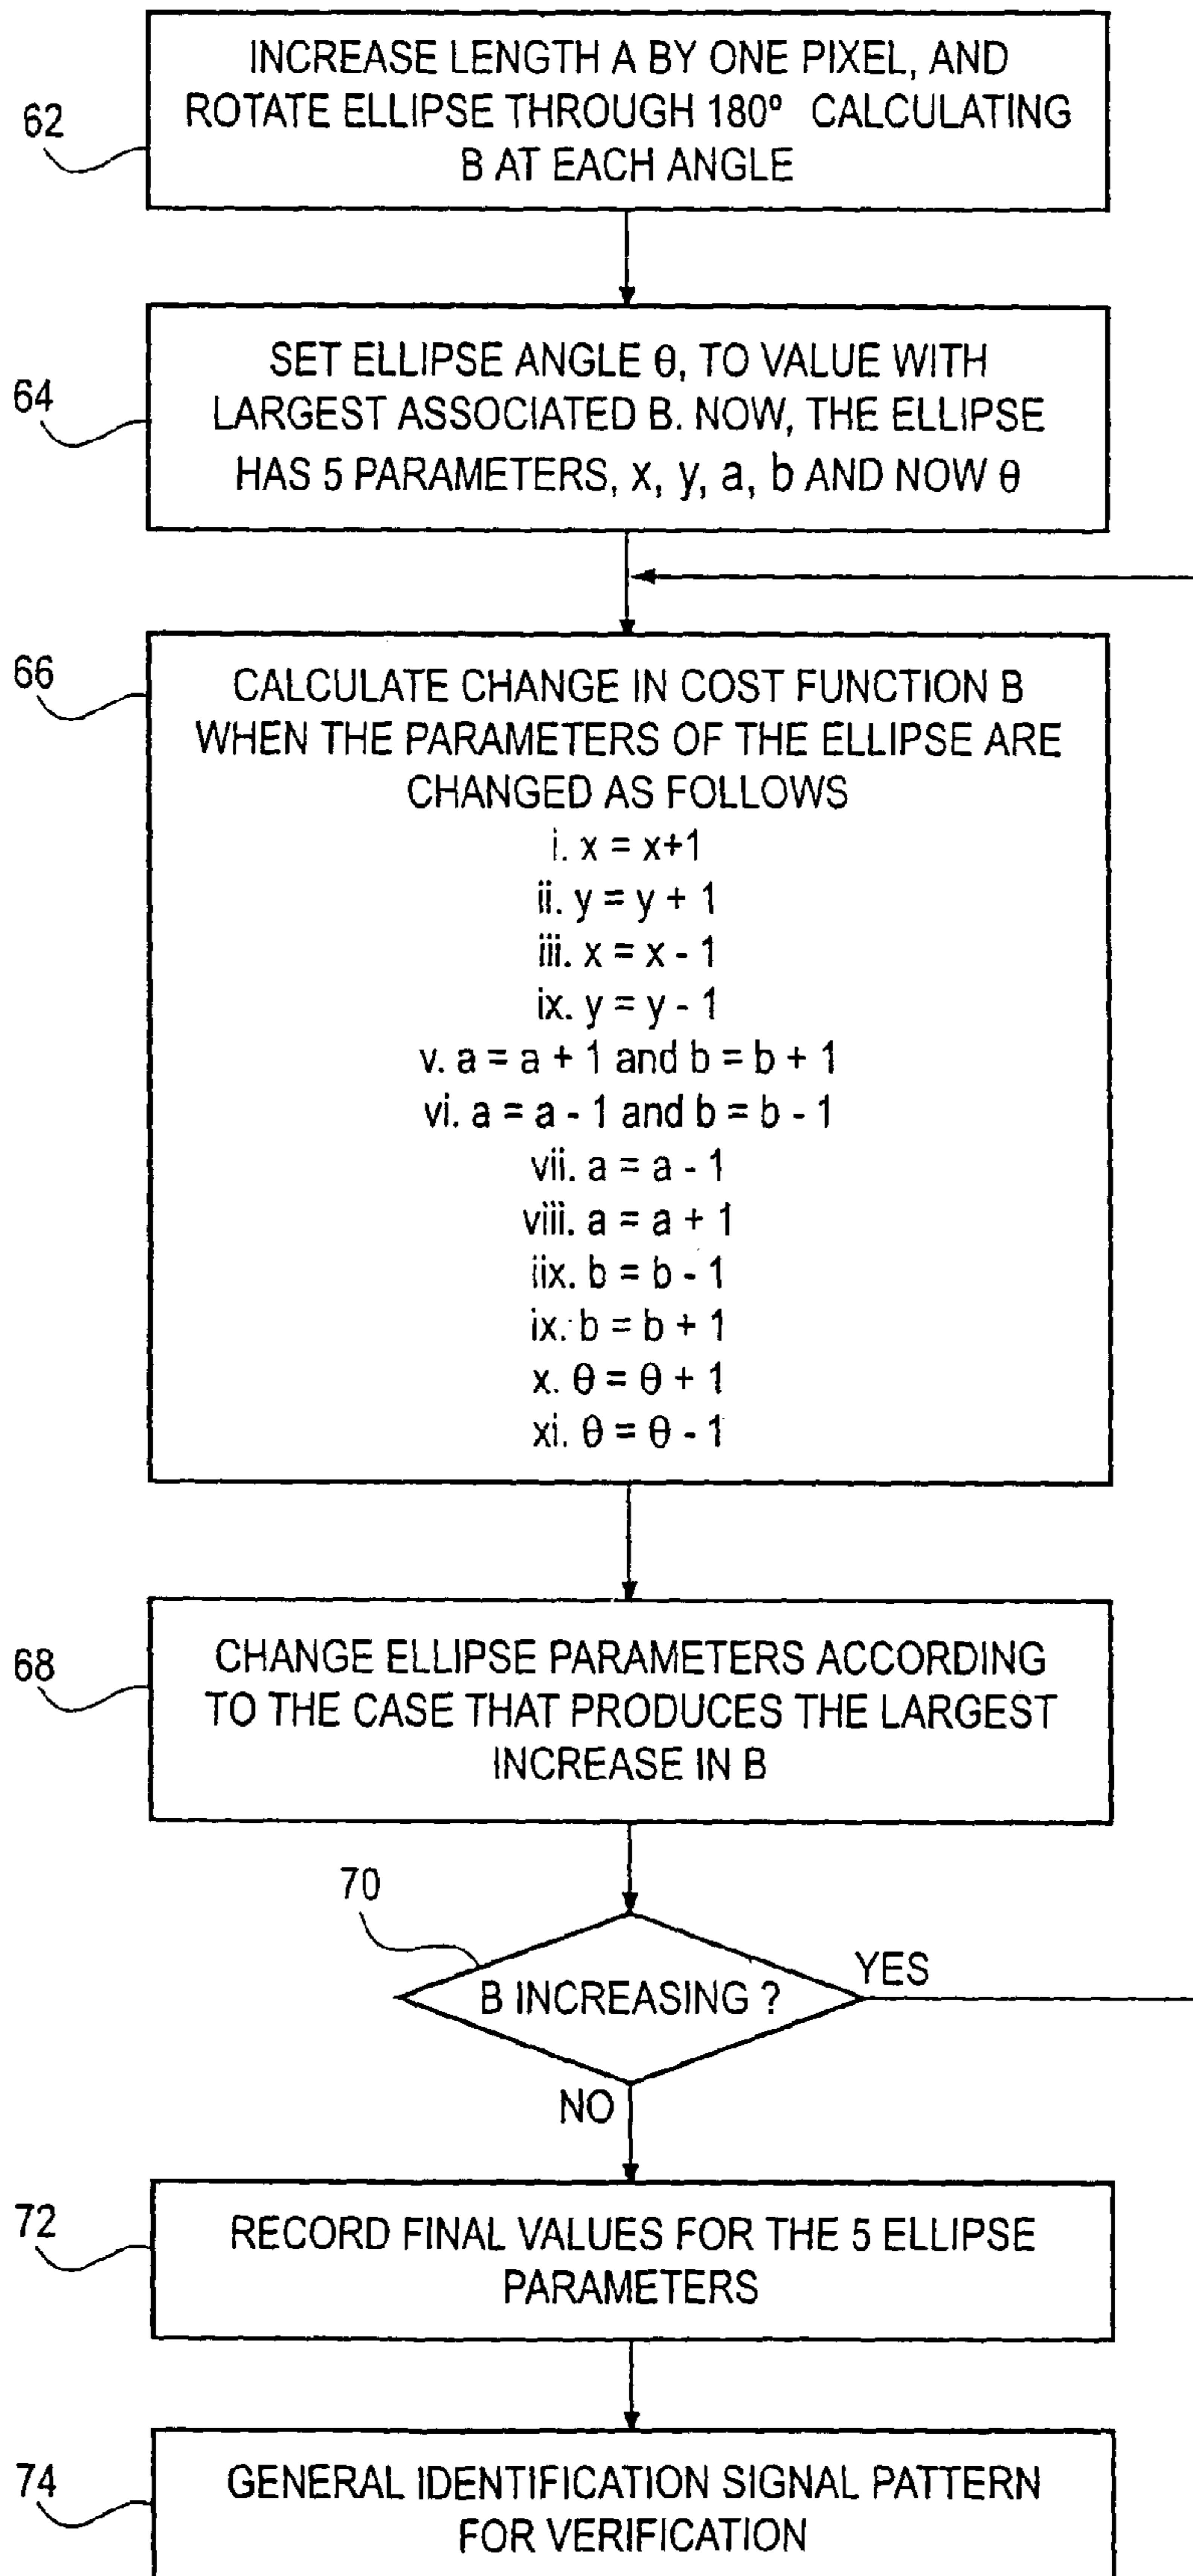 62
INCREASE LENGTH A BY ONE PIXEL, AND
ROTATE ELLIPSE THROUGH 180º CALCULATING
B AT EACH ANGLE
64
SET ELLIPSE ANGLE θ, TO VALUE WITH
LARGEST ASSOCIATED B. NOW, THE ELLIPSE
HAS 5 PARAMETERS, x, y, a, b AND NOW θ
66
CALCULATE CHANGE IN COST FUNCTION B
WHEN THE PARAMETERS OF THE ELLIPSE ARE
CHANGED AS FOLLOWS
i. x = x+1
ii. y = y + 1
iii. x = x - 1
ix. y = y - 1
v. a = a + 1 and b = b + 1
vi. a = a - 1 and b = b - 1
vii. a = a - 1
viii. a = a + 1
iix. b = b - 1
ix. b = b + 1
x. θ = θ + 1
xi. θ = θ - 1
68
CHANGE ELLIPSE PARAMETERS ACCORDING
TO THE CASE THAT PRODUCES THE LARGEST
INCREASE IN B
70
B INCREASING ?
YES
NO
72
RECORD FINAL VALUES FOR THE 5 ELLIPSE
PARAMETERS
74
GENERAL IDENTIFICATION SIGNAL PATTERN
FOR VERIFICATION